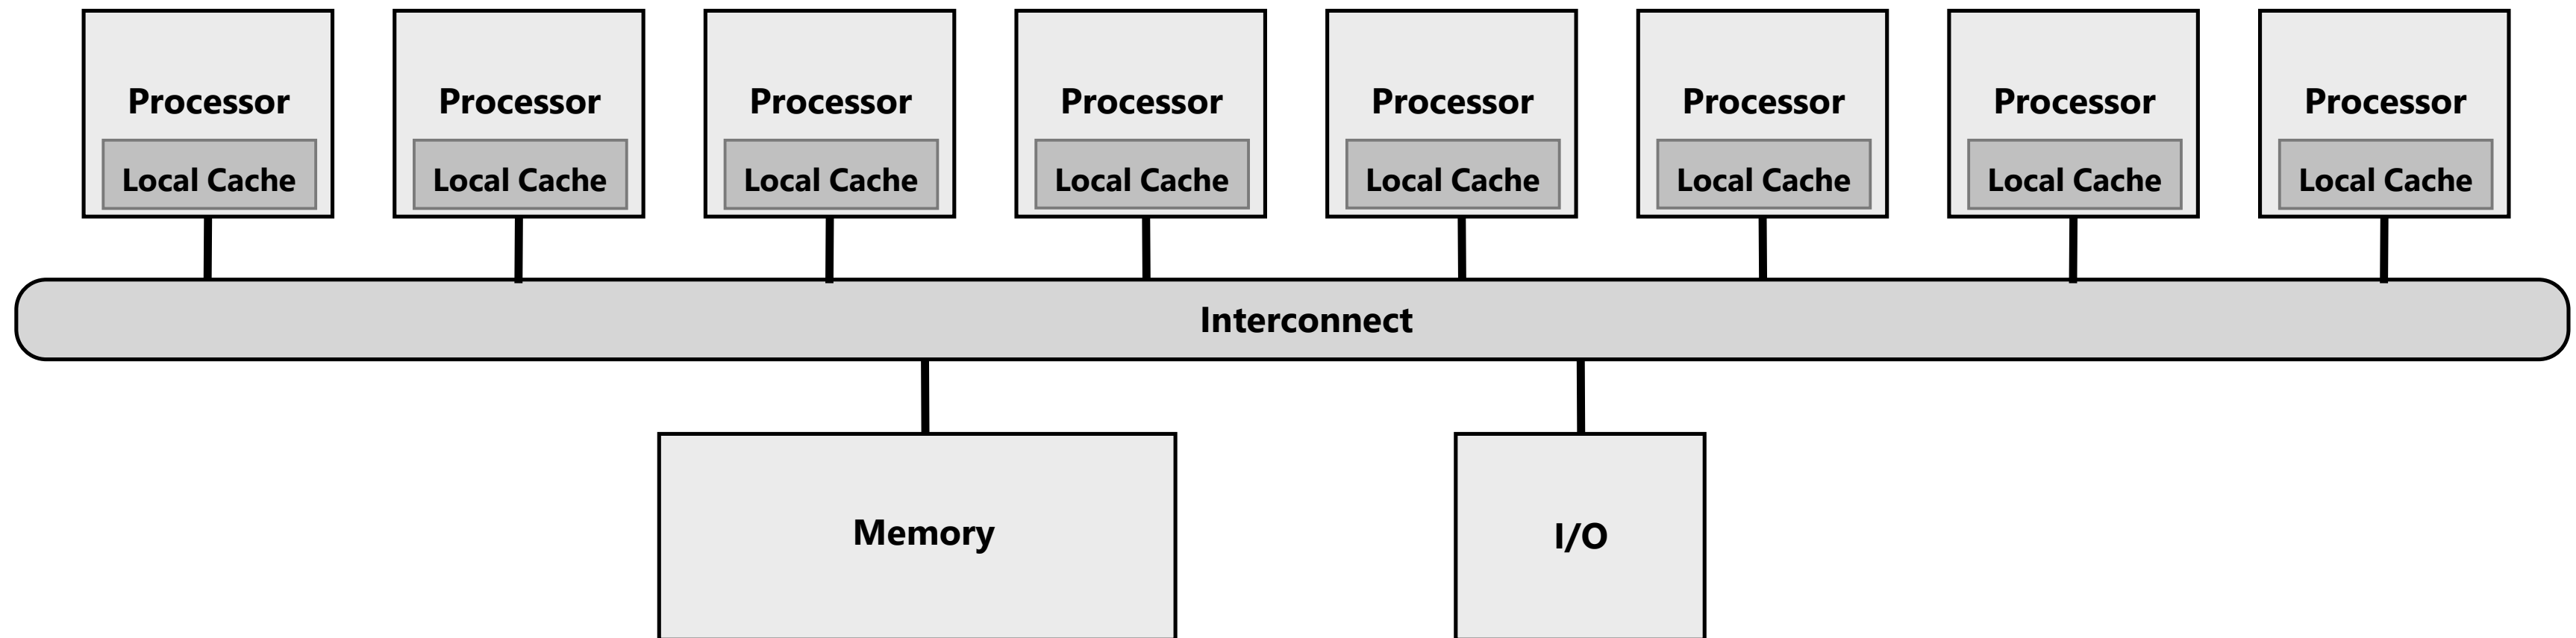 Processor
Processor
Processor
Processor
Processor
Processor
Processor
Processor
Local Cache
Local Cache
Local Cache
Local Cache
Local Cache
Local Cache
Local Cache
Local Cache
Interconnect
Memory
I/O